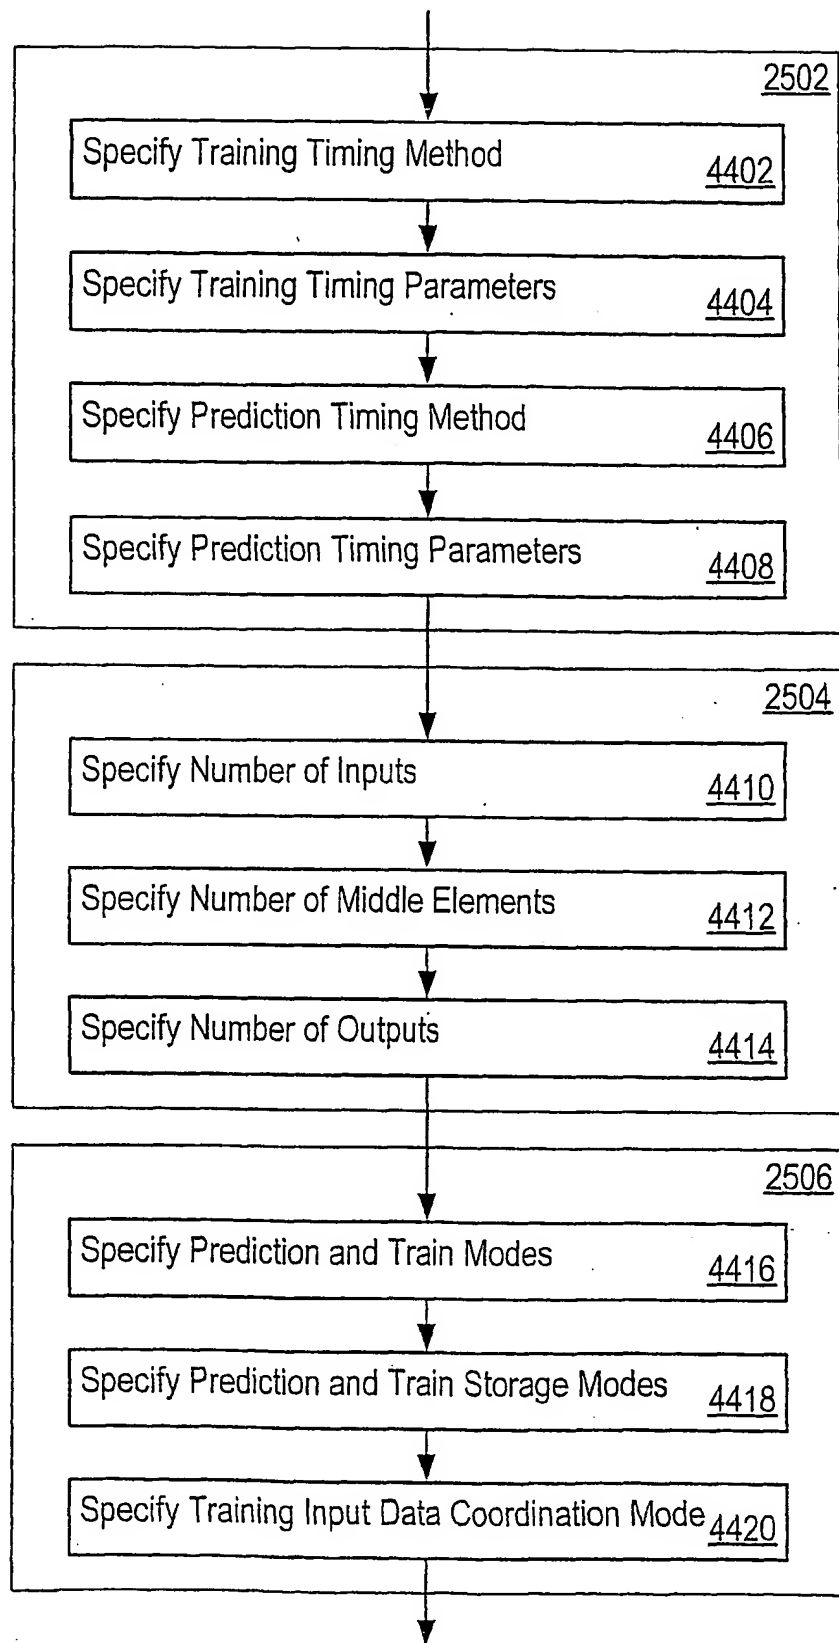 2502
Specify Training Timing Method
4402
Specify Training Timing Parameters
4404
Specify Prediction Timing Method
4406
Specify Prediction Timing Parameters
4408
2504
Specify Number of Inputs
4410
Specify Number of Middle Elements
4412
Specify Number of Outputs
4414
2506
Specify Prediction and Train Modes
4416
Specify Prediction and Train Storage Modes
4418
Specify Training Input Data Coordination Mode
4420